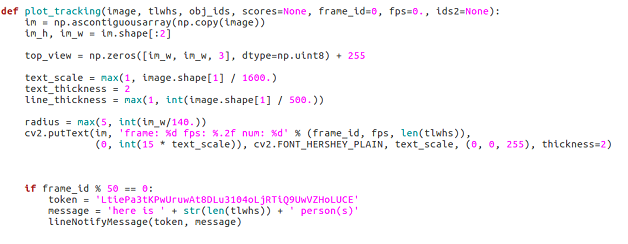 def plot_tracking(image, tlwhs, obj_ids, scores=None, frame_id=0, fps=0., ids2=None):
im = np.ascontiguousarray(np.copy(image))
im_h, im_w = im.shape[:2]
top_view = np.zeros([im_w, im_w, 3], dtype=np.uint8) + 255
text_scale = max(1, image.shape[1] / 1600.)
text_thickness = 2
line_thickness = max(1, int(image.shape[1] / 500.))
radius = max(5, int(im_w/140.))
cv2.putText(im, 'frame: %d fps: %.2f num: %d' % (frame_id, fps, len(tlwhs)),
(0, int(15 * text_scale)), cv2.FONT_HERSHEY_PLAIN, text_scale, (0, 0, 255), thickness=2)
if frame_id % 50 == 0:
token = 'LtiePa3tKPwUruwAt8DLu3104oLjRTiQ9UwVZHoLUCE'
message = 'here is ' + str(len(tlwhs)) + ' person(s)'
lineNotifyMessage(token, message)